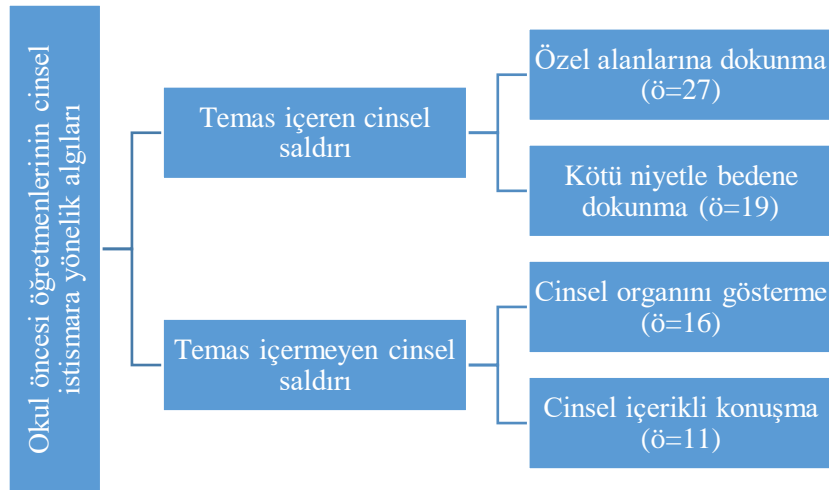 Okul öncesi öğretmenlerinin cinsel
istismara yönelik algıları
Temas içeren cinsel
saldırı
Özel alanlarına dokunma
(ö=27)
Kötü niyetle bedene
dokunma (ö=19)
Temas içermeyen cinsel
saldırı
Cinsel organını gösterme
(ö=16)
Cinsel içerikli konuşma
(ö=11)